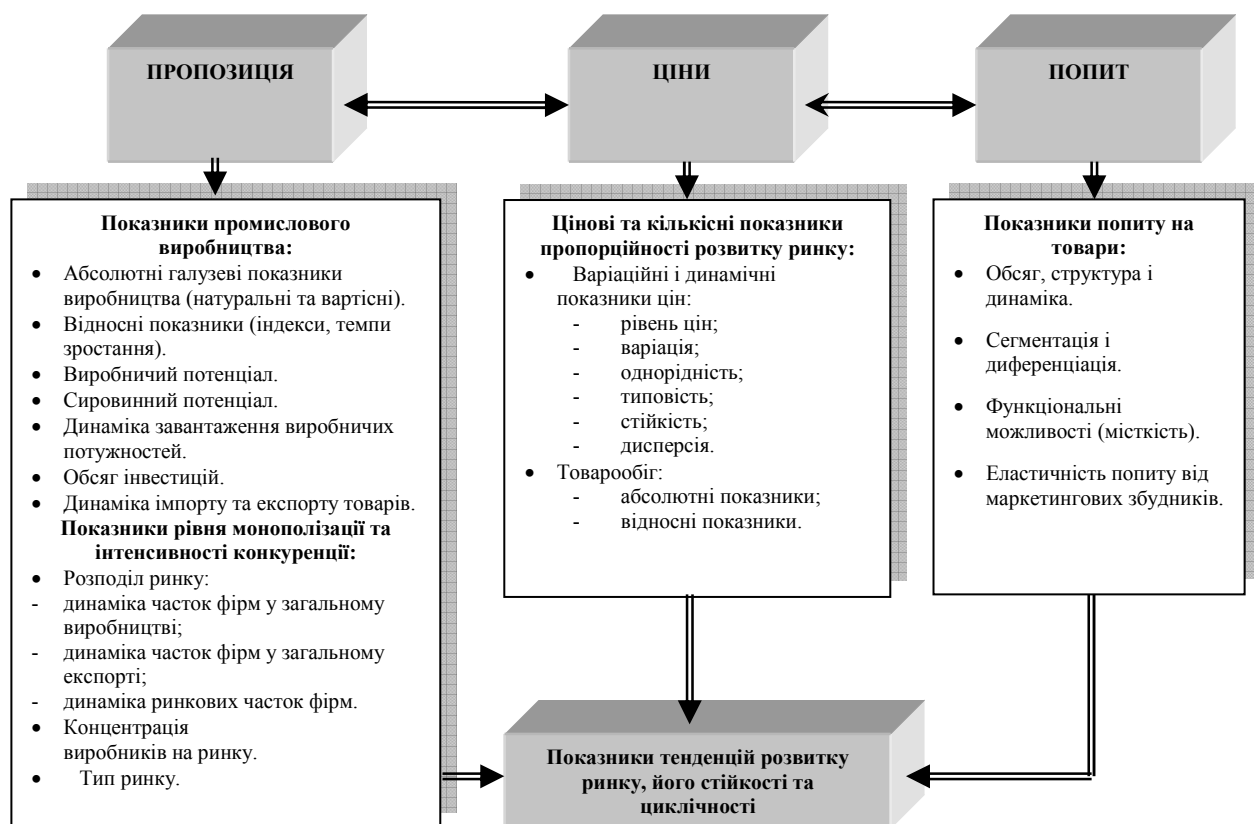 ПРОПОЗИЦІЯ
ЦІНИ
ПОПИТ
Показники промислового
виробництва:
• Абсолютні галузеві показники
виробництва (натуральні та вартісні).
• Відносні показники (індекси, темпи
зростання).
• Виробничий потенціал.
• Сировинний потенціал.
• Динаміка завантаження виробничих
потужностей.
• Обсяг інвестицій.
• Динаміка імпорту та експорту товарів.
Показники рівня монополізації та
інтенсивності конкуренції:
• Розподіл ринку:
- динаміка часток фірм у загальному
виробництві;
- динаміка часток фірм у загальному
експорті;
- динаміка ринкових часток фірм.
• Концентрація
виробників на ринку.
• Тип ринку.
Цінові та кількісні показники
пропорційності розвитку ринку:
• Варіаційні і динамічні
показники цін:
- рівень цін;
- варіація;
- однорідність;
- типовість;
- стійкість;
- дисперсія.
• Товарообіг:
- абсолютні показники;
- відносні показники.
Показники попиту на
товари:
• Обсяг, структура і
динаміка.
• Сегментація і
диференціація.
• Функціональні
можливості (місткість).
• Еластичність попиту від
маркетингових збудників.
Показники тенденцій розвитку
ринку, його стійкості та
циклічності